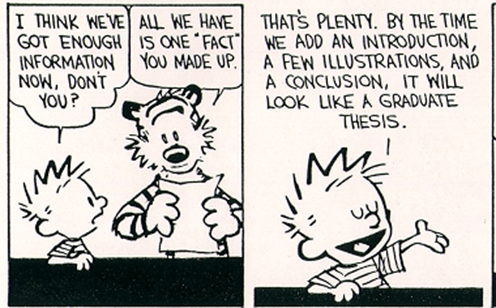 I THINK WE'VE
GOT ENOUGH
INFORMATION
NOW, DON'T
YOU?
ALL WE HAVE
IS ONE "FACT"
YOU MADE UP.
THAT'S PLENTY. BY THE TIME
WE ADD AN INTRODUCTION,
A FEW ILLUSTRATIONS, AND
A CONCLUSION, IT WILL
LOOK LIKE A GRADUATE
THESIS.